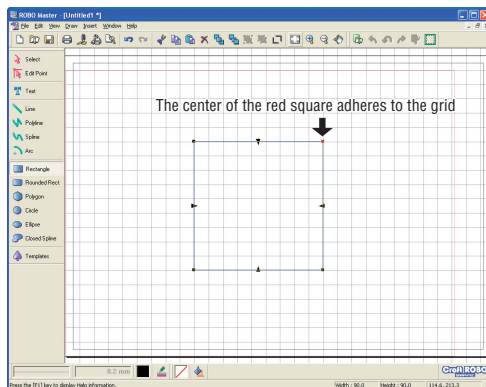 ROBO Master - [Untitled1 *]
File Edit View Draw Insert Window Help
Select
Edit Point
Text
The center of the red square adheres to the grid
Line
Polyline
Spline
Arc
Rectangle
Rounded Rect
Polygon
Circle
Ellipse
Closed Spline
Templates
0.2 mm
Craft ROBO
Press the [F1] key to display Help information. Width : 90.0 Height : 90.0 114.6, 213.3